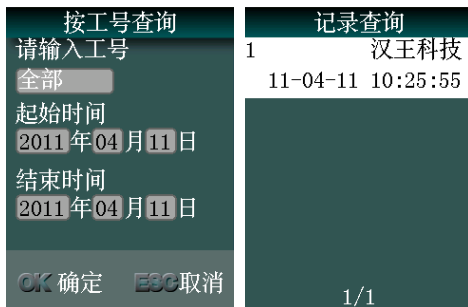 按工号查询
请输入工号
全部
起始时间
2011年04月11日
结束时间
2011年04月11日
OK 确定 ESC取消
记录查询
1 汉王科技
11-04-11 10:25:55
1/1